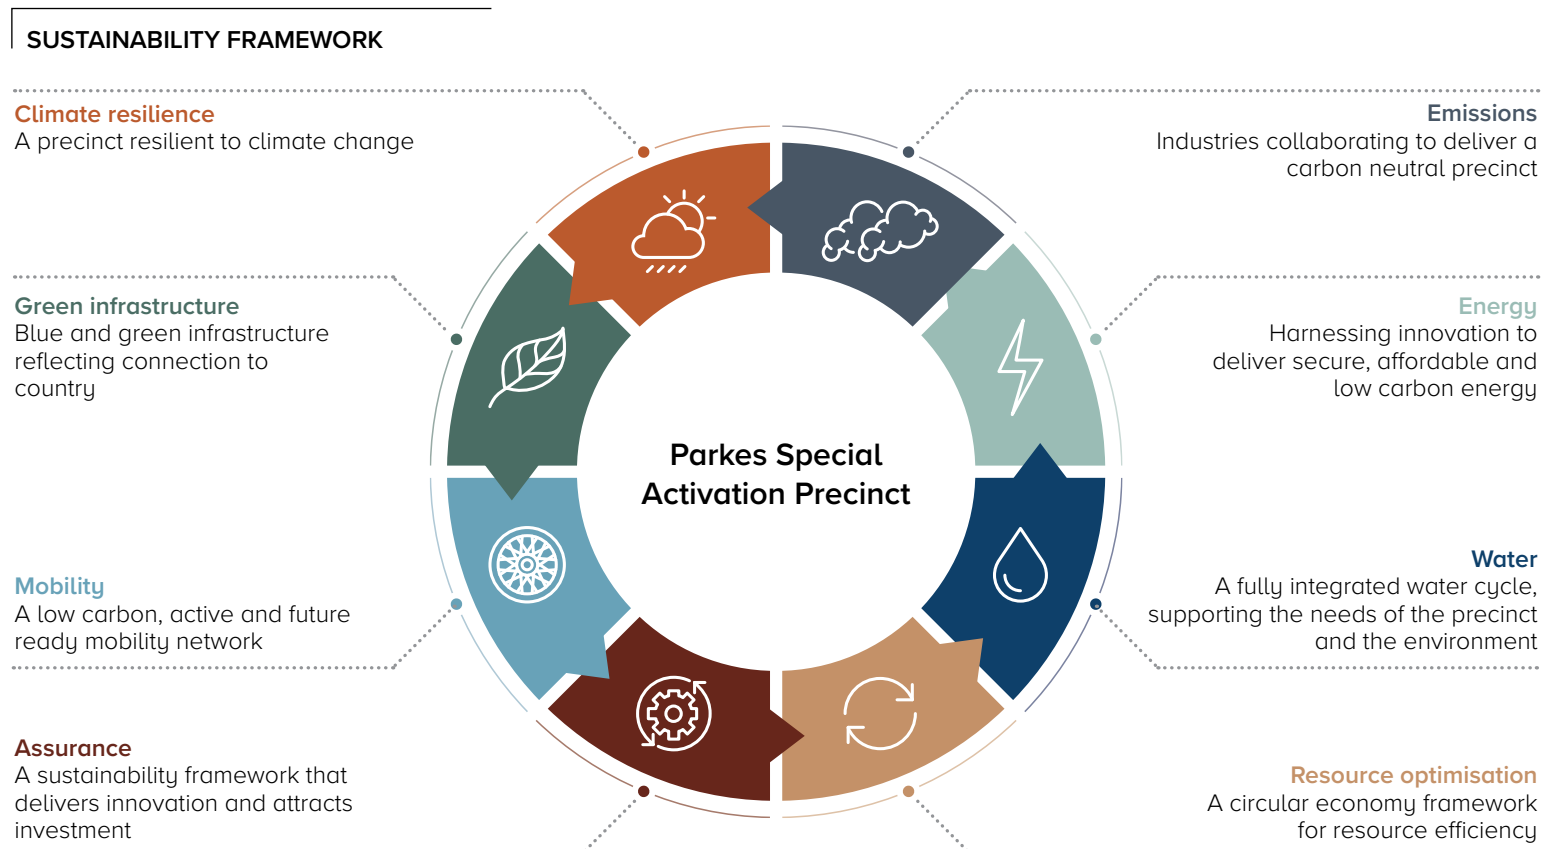 SUSTAINABILITY FRAMEWORK
Climate resilience
A precinct resilient to climate change
Emissions
Industries collaborating to deliver a
carbon neutral precinct
Green infrastructure
Blue and green infrastructure
reflecting connection to
country
Energy
Harnessing innovation to
deliver secure, affordable and
low carbon energy
Parkes Special
Activation Precinct
Mobility
A low carbon, active and future
ready mobility network
Water
A fully integrated water cycle,
supporting the needs of the precinct
and the environment
Assurance
A sustainability framework that
delivers innovation and attracts
investment
Resource optimisation
A circular economy framework
for resource efficiency